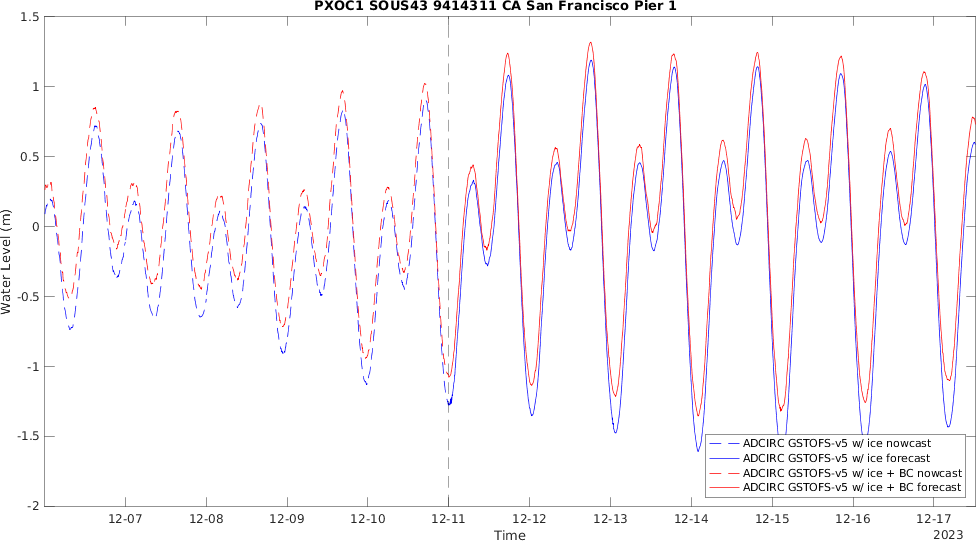 PXOC1 SOUS43 9414311 CA San Francisco Pier 1
1.5
1
0.5
0
-0.5
-1
-1.5
-2
Water Level (m)
ADCIRC GSTOFS-v5 w/ ice nowcast
ADCIRC GSTOFS-v5 w/ ice forecast
ADCIRC GSTOFS-v5 w/ ice + BC nowcast
ADCIRC GSTOFS-v5 w/ ice + BC forecast
12-07 12-08 12-09 12-10 12-11 12-12 12-13 12-14 12-15 12-16 12-17
Time
2023